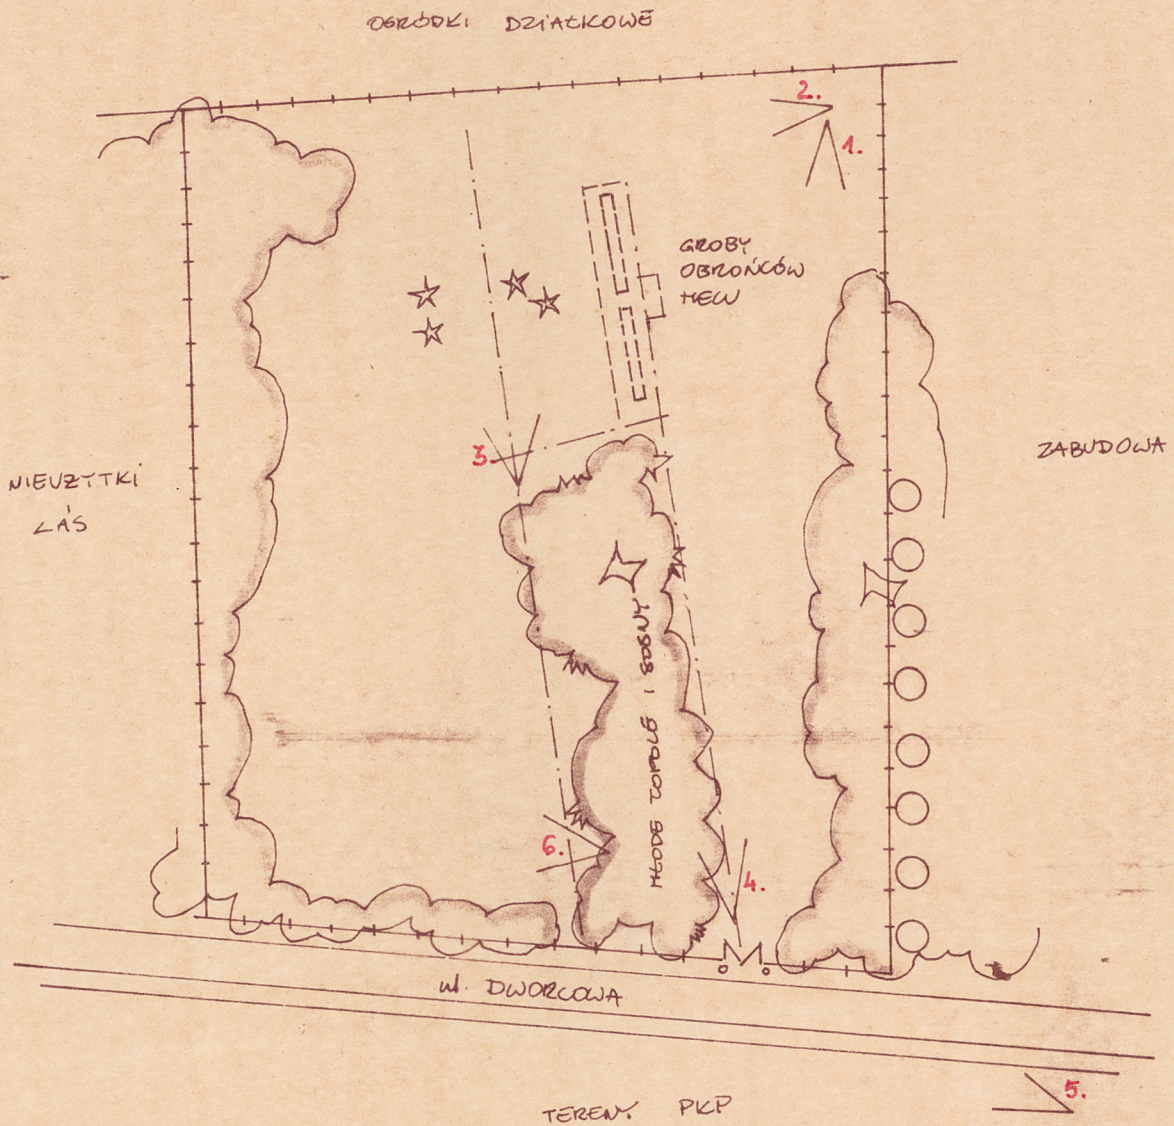 OGRÓDKI DZIAŁKOWE
2.
1.
GROBY
OBROŃCÓW
HELU
3.
ZABUDOWA
NIEUŻYTKI
LAS
MŁODE TOPOLE I SOSNY
6.
4.
ul. DWORCOWA
5.
TERENY PKP